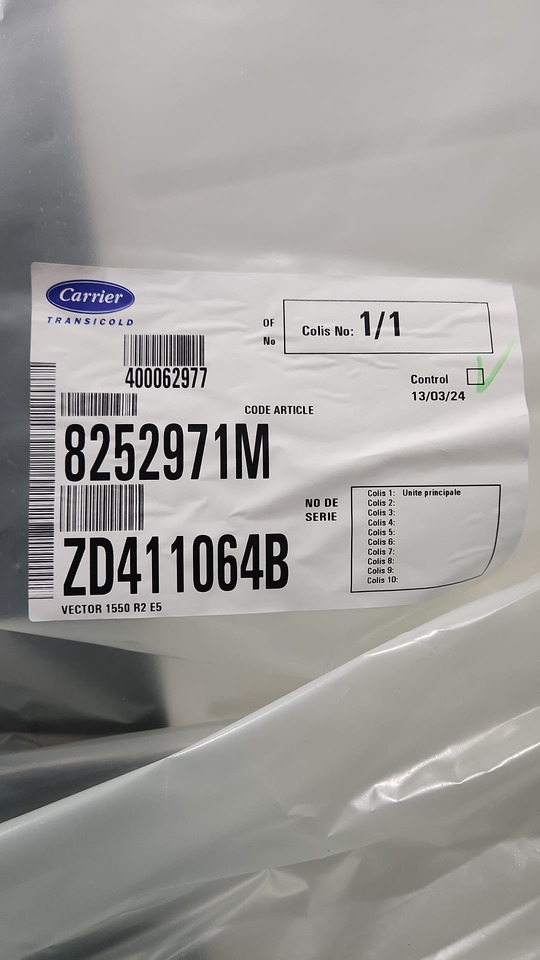 Carrier
TRANSICOLD
OF
No
Colis No: 1/1
400062977
Control
13/03/24
CODE ARTICLE
8252971M
NO DE
SERIE
Colis 1: Unite principale
Colis 2:
Colis 3:
Colis 4:
Colis 5:
Colis 6:
Colis 7:
Colis 8:
Colis 9:
Colis 10:
ZD411064B
VECTOR 1550 R2 E5